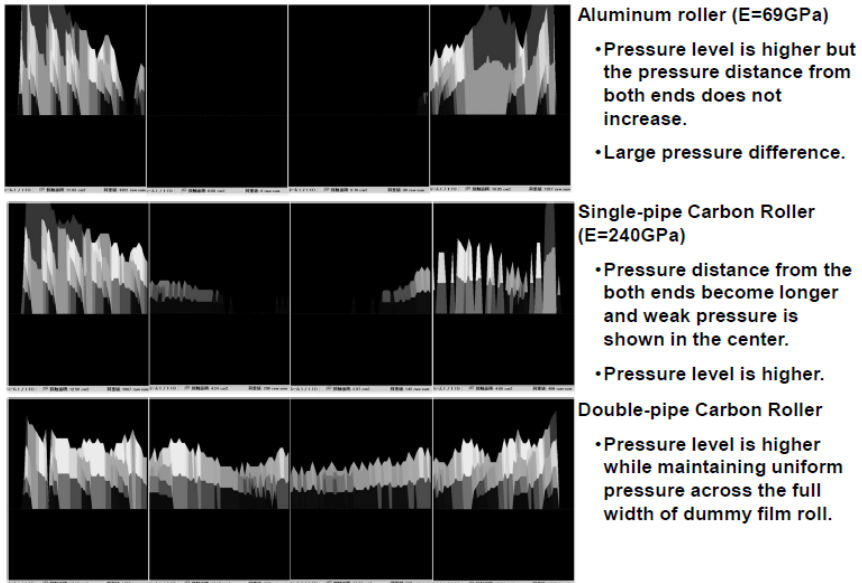 Aluminum roller (E=69GPa)
•Pressure level is higher but
the pressure distance from
both ends does not
increase.
•Large pressure difference.
Single-pipe Carbon Roller
(E=240GPa)
•Pressure distance from the
both ends become longer
and weak pressure is
shown in the center.
•Pressure level is higher.
Double-pipe Carbon Roller
•Pressure level is higher
while maintaining uniform
pressure across the full
width of dummy film roll.